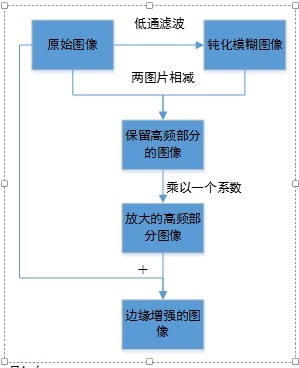 低通滤波
原始图像
钝化模糊图像
两图片相减
保留高频部分
的图像
乘以一个系数
放大的高频部
分图像
+
边缘增强的图
像